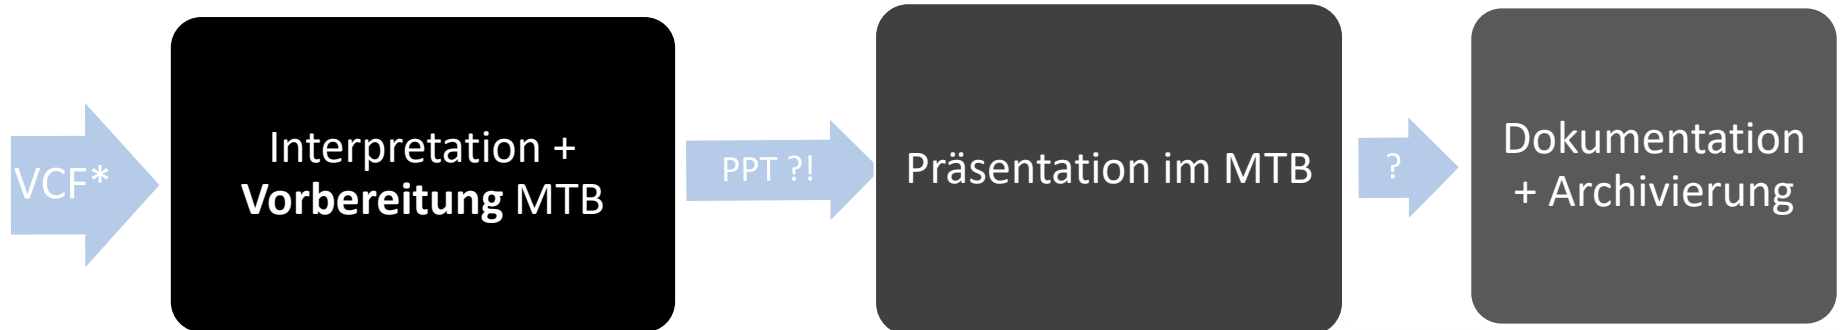 VCF*
Interpretation +
Vorbereitung MTB
PPT ?!
Präsentation im MTB
?
Dokumentation
+ Archivierung